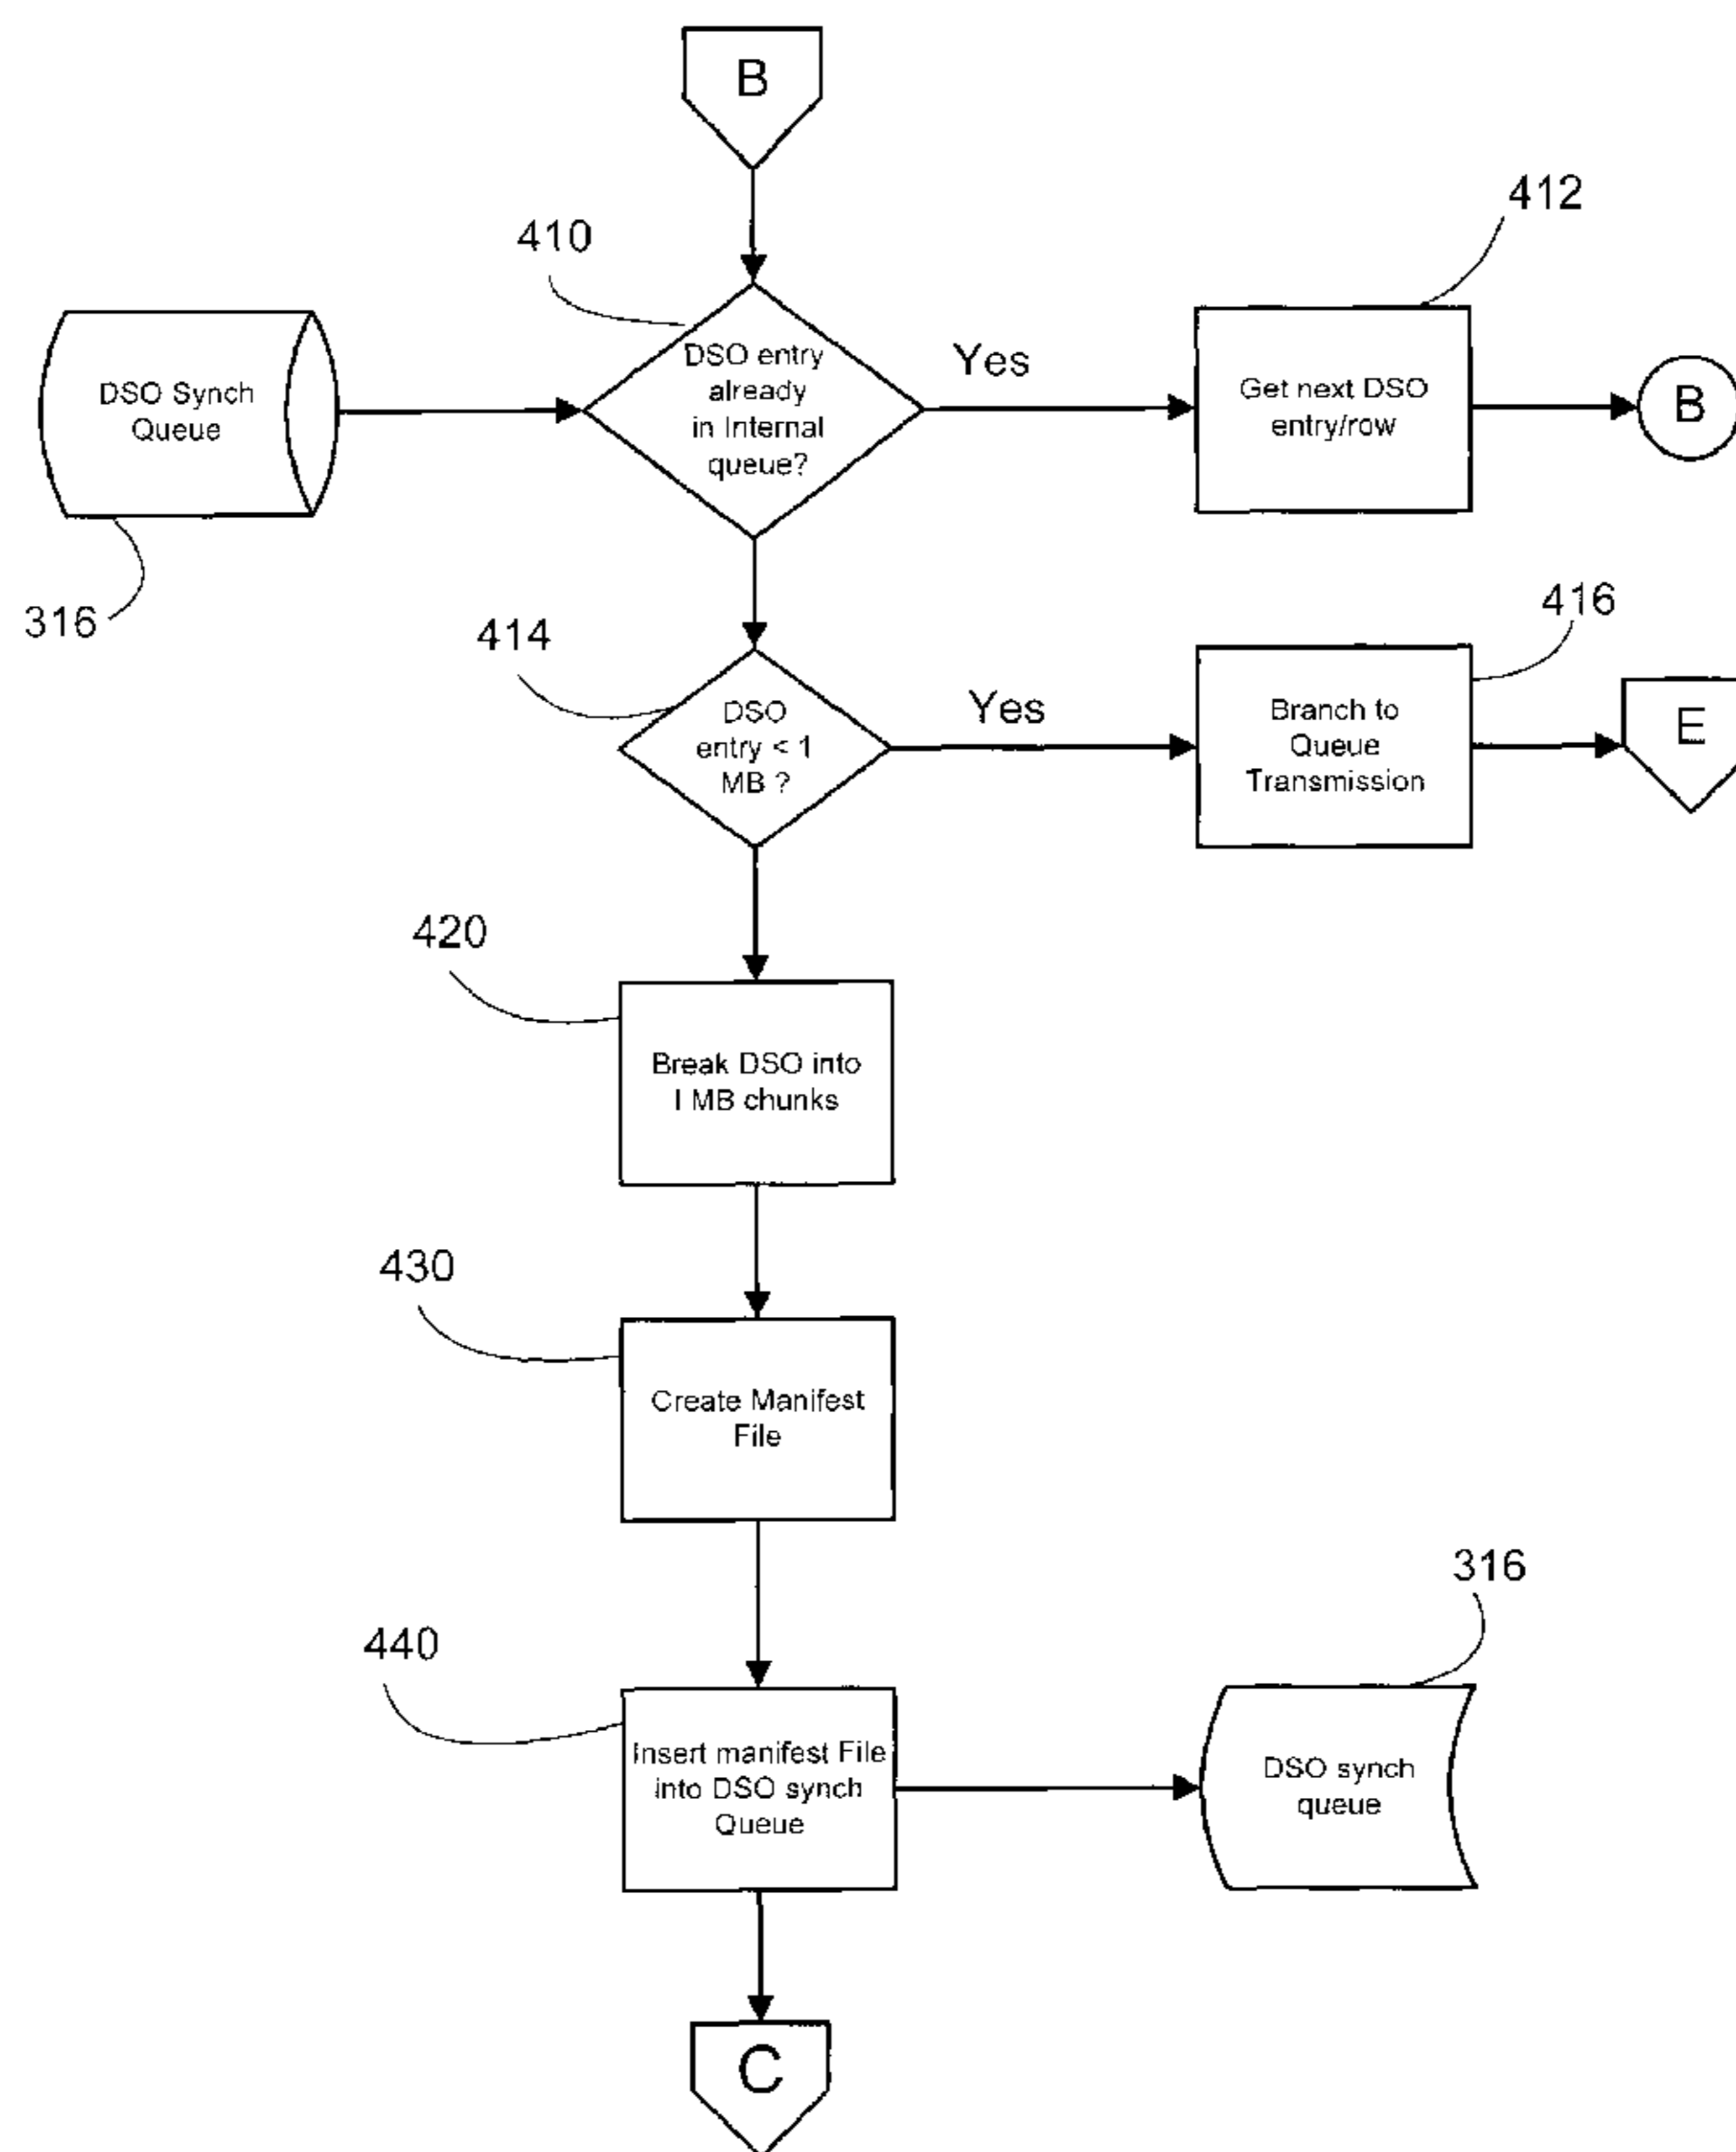 B
410
412
DSO Synch
Queue
DSO entry
already
in Internal
queue?
Yes
Get next DSO
entry/row
B
316
414
416
DSO
entry < 1
MB ?
Yes
Branch to
Queue
Transmission
E
420
Break DSO into
I MB chunks
430
Create Manifest
File
440
316
Insert manifest File
into DSO synch
Queue
DSO synch
queue
C